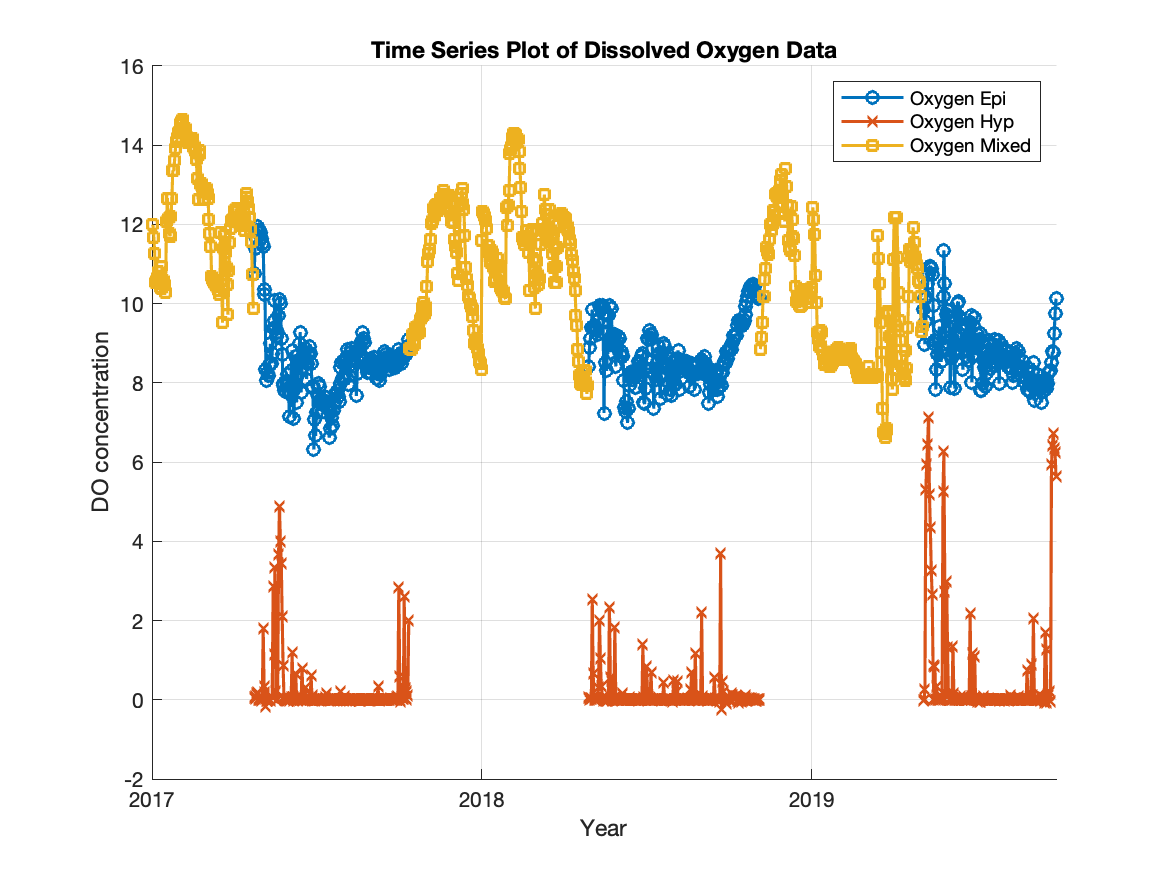 Time Series Plot of Dissolved Oxygen Data
16
14
12
10
8
6
4
2
0
-2
DO concentration
Oxygen Epi
Oxygen Hyp
Oxygen Mixed
2017
2018
2019
Year